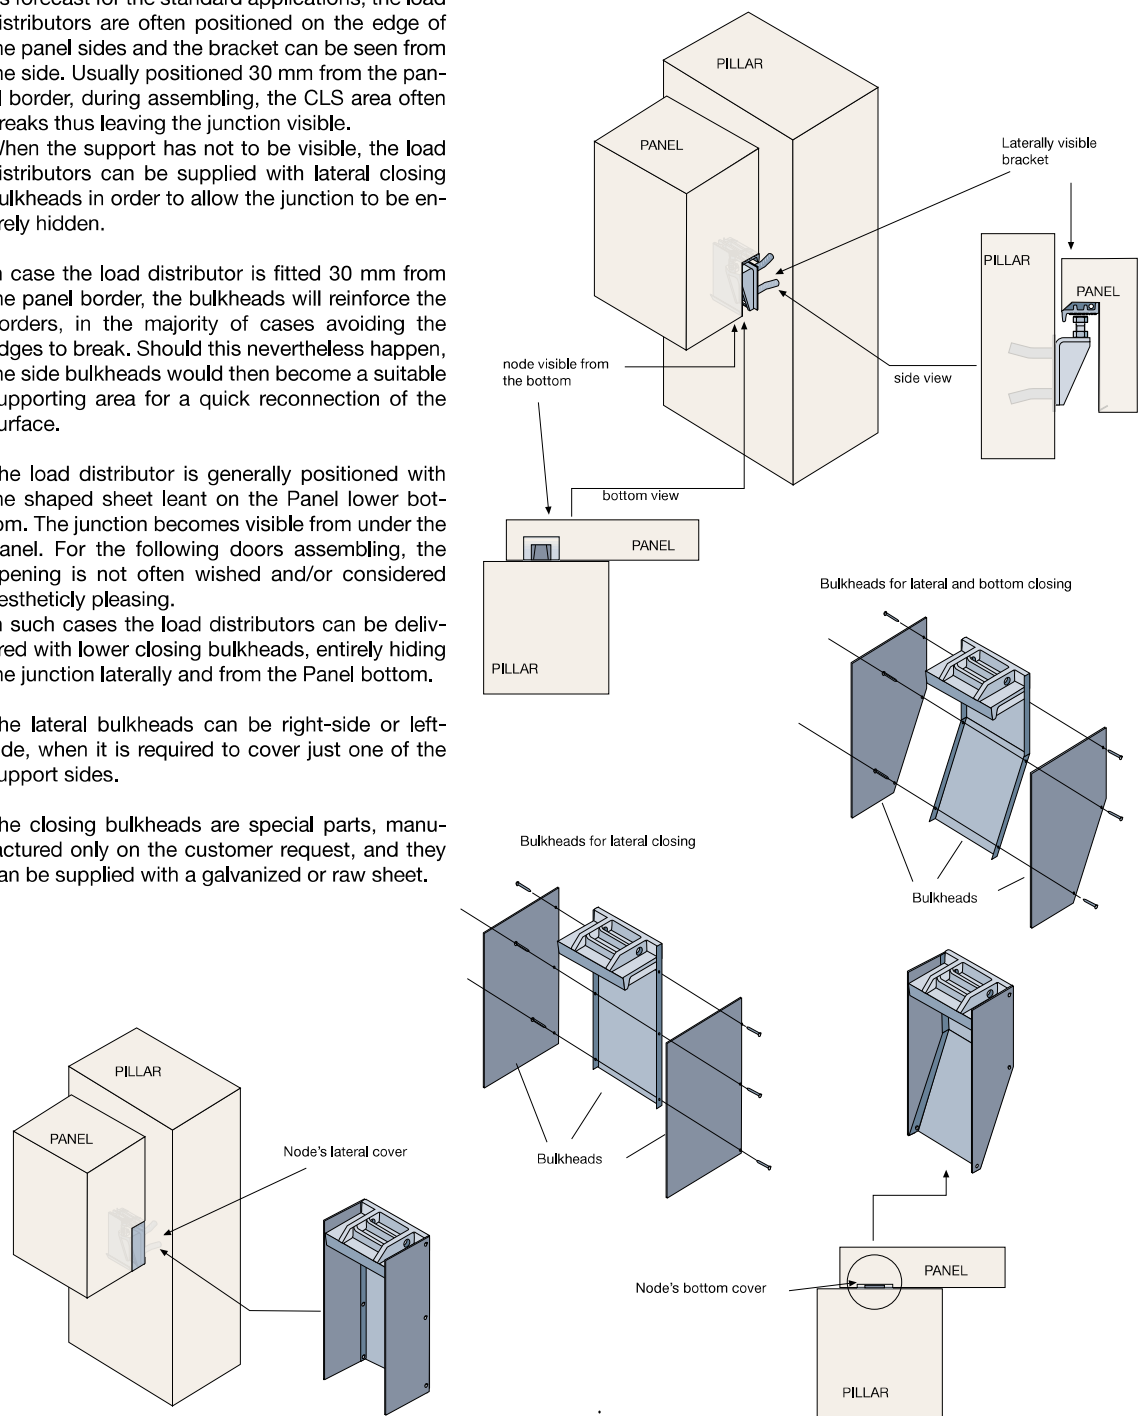 s forecast for the standard applications, the load
istributors are often positioned on the edge of
he panel sides and the bracket can be seen from
he side. Usually positioned 30 mm from the pan-
l border, during assembling, the CLS area often
reaks thus leaving the junction visible.
When the support has not to be visible, the load
istributors can be supplied with lateral closing
ulkheads in order to allow the junction to be en-
rely hidden.
n case the load distributor is fitted 30 mm from
he panel border, the bulkheads will reinforce the
orders, in the majority of cases avoiding the
dges to break. Should this nevertheless happen,
he side bulkheads would then become a suitable
upporting area for a quick reconnection of the
urface.
he load distributor is generally positioned with
he shaped sheet leant on the Panel lower bot-
om. The junction becomes visible from under the
anel. For the following doors assembling, the
pening is not often wished and/or considered
estheticly pleasing.
n such cases the load distributors can be deliv-
red with lower closing bulkheads, entirely hiding
he junction laterally and from the Panel bottom.
he lateral bulkheads can be right-side or left-
ide, when it is required to cover just one of the
upport sides.
he closing bulkheads are special parts, manu-
actured only on the customer request, and they
an be supplied with a galvanized or raw sheet.
PILLAR
PANEL
Laterally visible
bracket
PILLAR
PANEL
node visible from
the bottom
side view
bottom view
PANEL
PILLAR
Bulkheads for lateral and bottom closing
Bulkheads
Bulkheads for lateral closing
Bulkheads
PILLAR
PANEL
Node's lateral cover
Node's bottom cover
PANEL
PILLAR